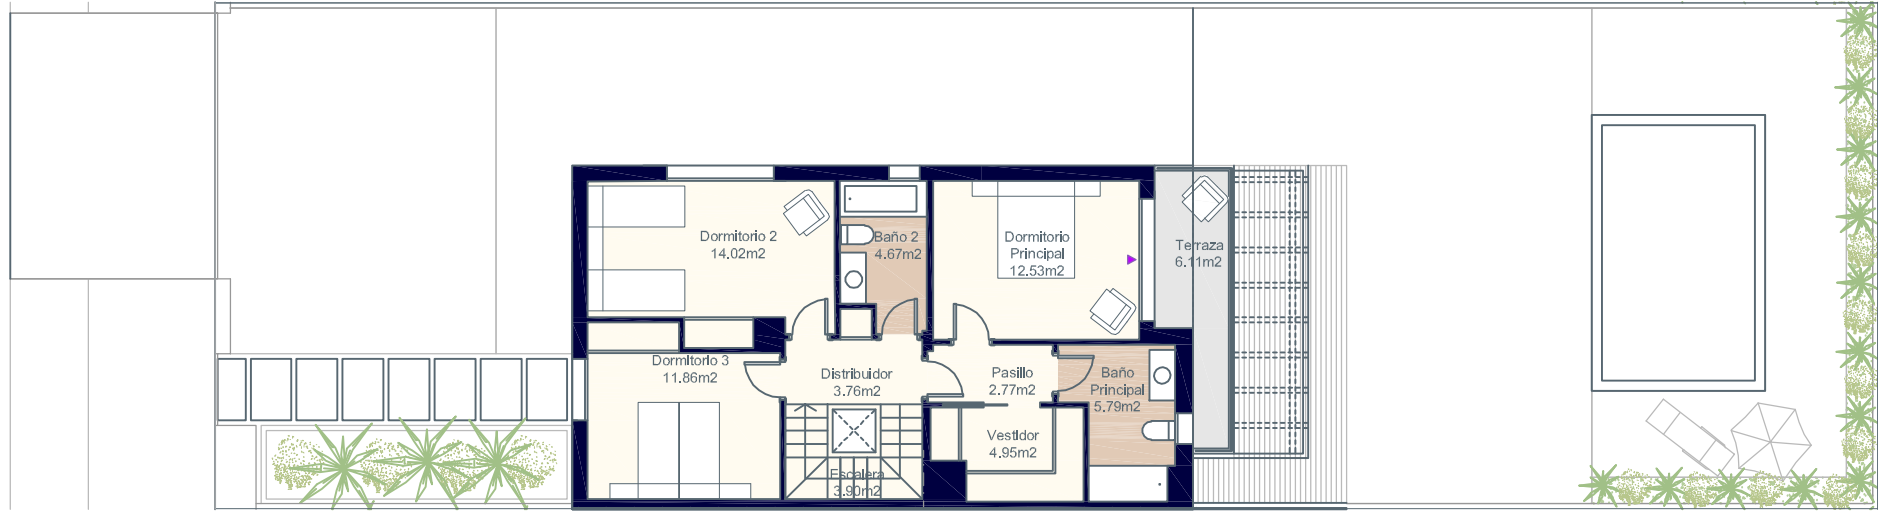 Dormitorio 2
14.02m2
Baño 2
4.67m2
Dormitorio
Principal
12.53m2
Terraza
6.11m2
Dormitorio 3
11.86m2
Distribuidor
3.76m2
Pasillo
2.77m2
Baño
Principal
5.79m2
Vestidor
4.95m2
Escalera
3.90m2